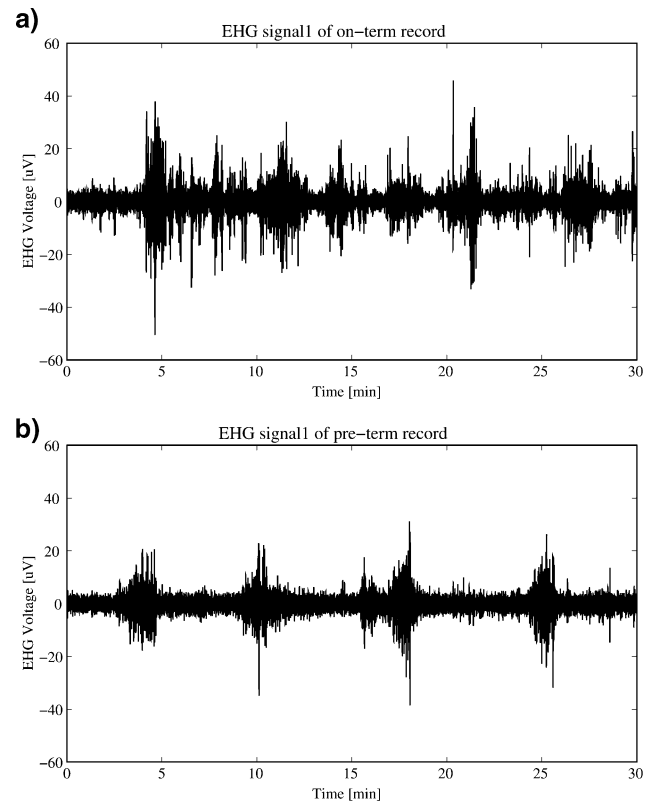 a)
EHG signal1 of on−term record
60
40
20
0
−20
−40
−60
EHG Voltage [uV]
0 5 10 15 20 25 30
Time [min]
b)
EHG signal1 of pre−term record
60
40
20
0
−20
−40
−60
EHG Voltage [uV]
0 5 10 15 20 25 30
Time [min]